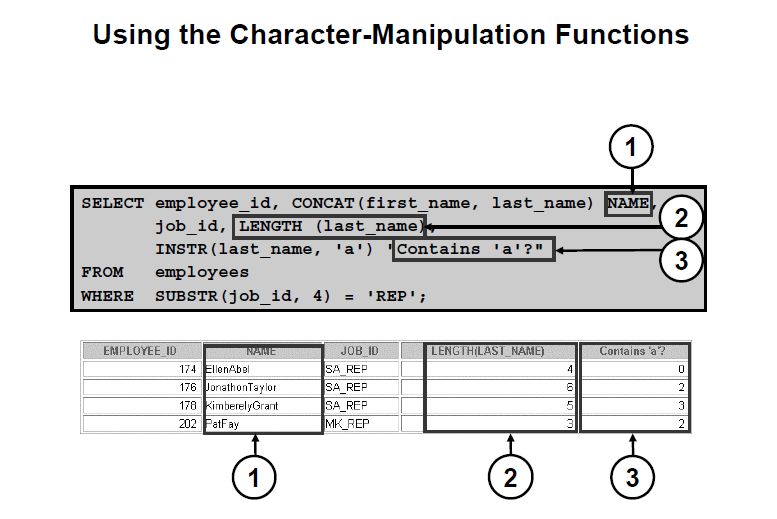 Using the Character-Manipulation Functions
1
SELECT employee_id, CONCAT(first_name, last_name) NAME,
job_id, LENGTH (last_name),
2
INSTR(last_name, 'a') "Contains 'a'?"
3
FROM employees
WHERE SUBSTR(job_id, 4) = 'REP';
EMPLOYEE_ID NAME JOB_ID LENGTH(LAST_NAME) Contains 'a'?
174 EllenAbel SA_REP 4 0
176 JonathonTaylor SA_REP 6 2
178 KimberelyGrant SA_REP 5 3
202 PatFay MK_REP 3 2
1 2 3